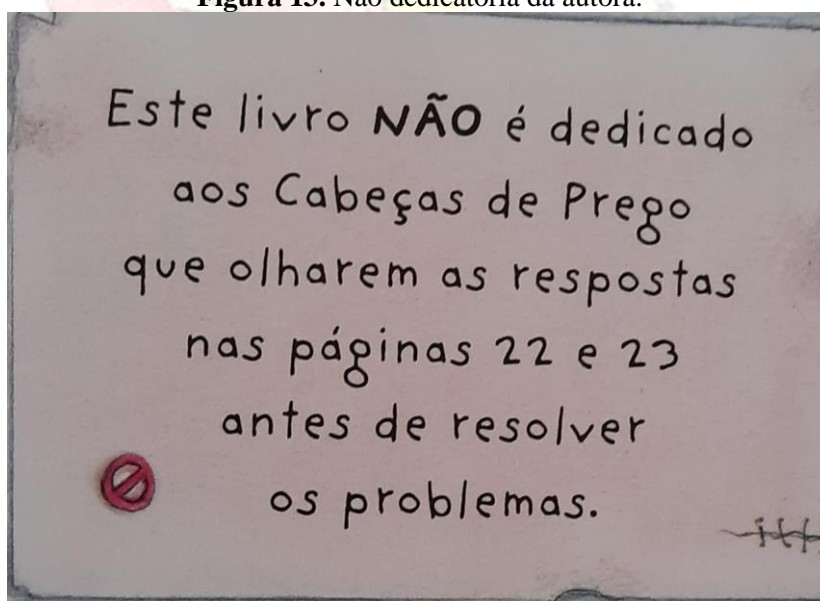 Figura 13. Não dedicatória da autora.
Este livro NÃO é dedicado
aos Cabeças de Prego
que olharem as respostas
nas páginas 22 e 23
antes de resolver
os problemas.